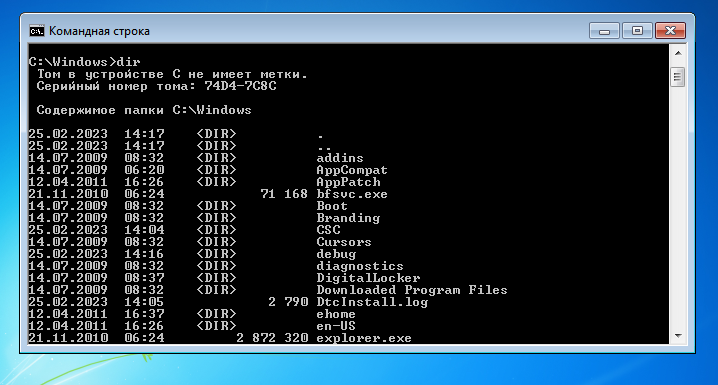 Командная строка
C:\Windows>dir
Том в устройстве C не имеет метки.
Серийный номер тома: 74D4-7C8C
Содержимое папки C:\Windows
25.02.2023  14:17    <DIR>          .
25.02.2023  14:17    <DIR>          ..
14.07.2009  08:32    <DIR>          addins
14.07.2009  06:20    <DIR>          AppCompat
12.04.2011  16:26    <DIR>          AppPatch
21.11.2010  06:24            71 168 bfsvc.exe
14.07.2009  08:32    <DIR>          Boot
14.07.2009  08:32    <DIR>          Branding
25.02.2023  14:04    <DIR>          CSC
14.07.2009  08:32    <DIR>          Cursors
25.02.2023  14:16    <DIR>          debug
14.07.2009  08:32    <DIR>          diagnostics
14.07.2009  08:37    <DIR>          DigitalLocker
14.07.2009  08:32    <DIR>          Downloaded Program Files
25.02.2023  14:05             2 790 DtcInstall.log
12.04.2011  16:37    <DIR>          ehome
12.04.2011  16:26    <DIR>          en-US
21.11.2010  06:24         2 872 320 explorer.exe